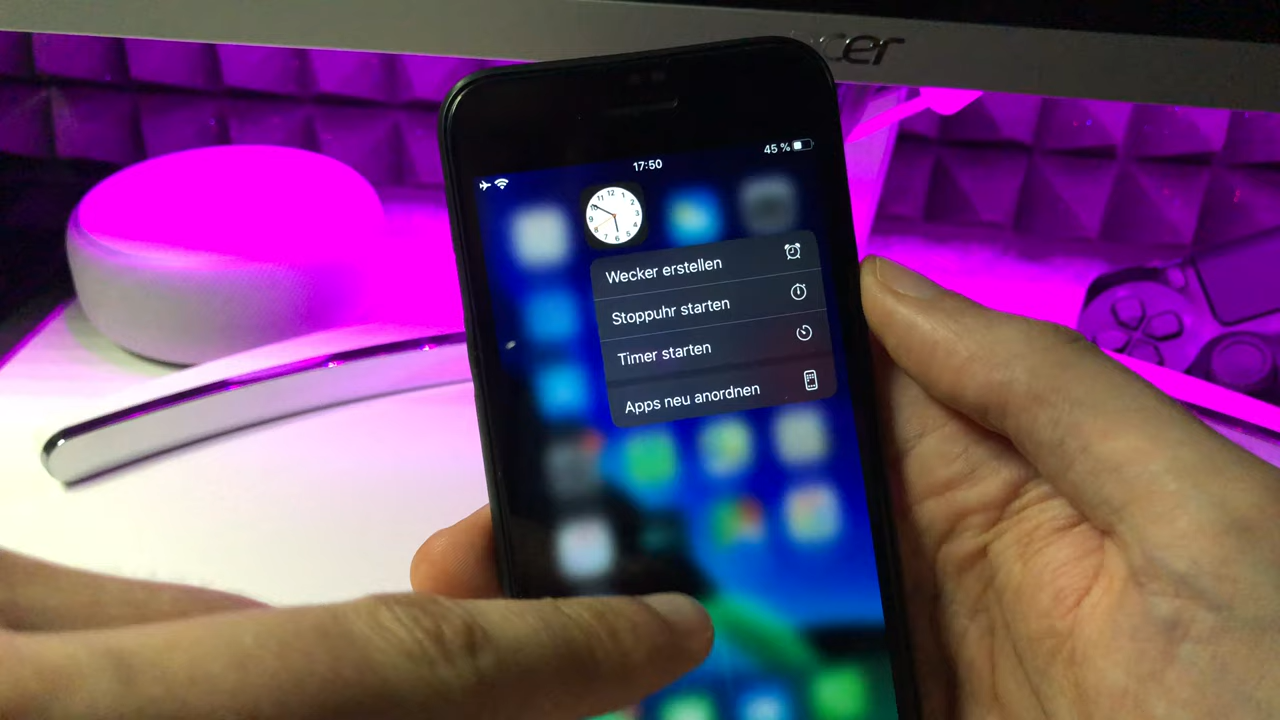 acer
17:50
45 %
Wecker erstellen
Stoppuhr starten
Timer starten
Apps neu anordnen